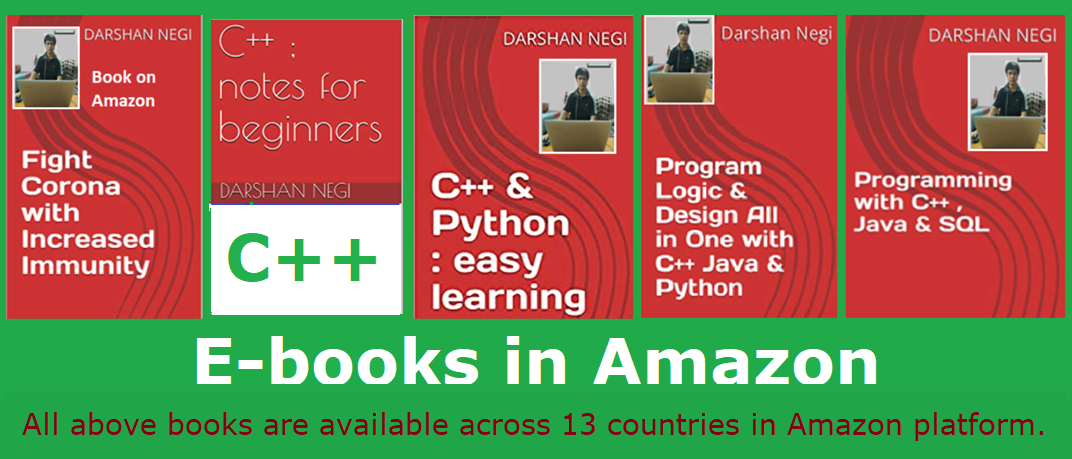 DARSHAN NEGI
Book on
Amazon
Fight
Corona
with
Increased
Immunity
C++ ;
notes for
beginners
DARSHAN NEGI
C++
DARSHAN NEGI
C++ &
Python
: easy
learning
Darshan Negi
Program
Logic &
Design All
in One with
C++ Java &
Python
DARSHAN NEGI
Programming
with C++ ,
Java & SQL
E-books in Amazon
All above books are available across 13 countries in Amazon platform.